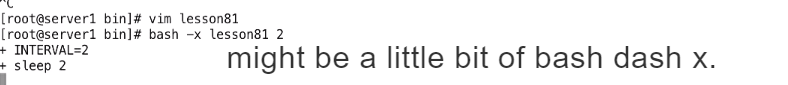 ^C
[root@server1 bin]# vim lesson81
[root@server1 bin]# bash -x lesson81 2
+ INTERVAL=2
+ sleep 2
might be a little bit of bash dash x.